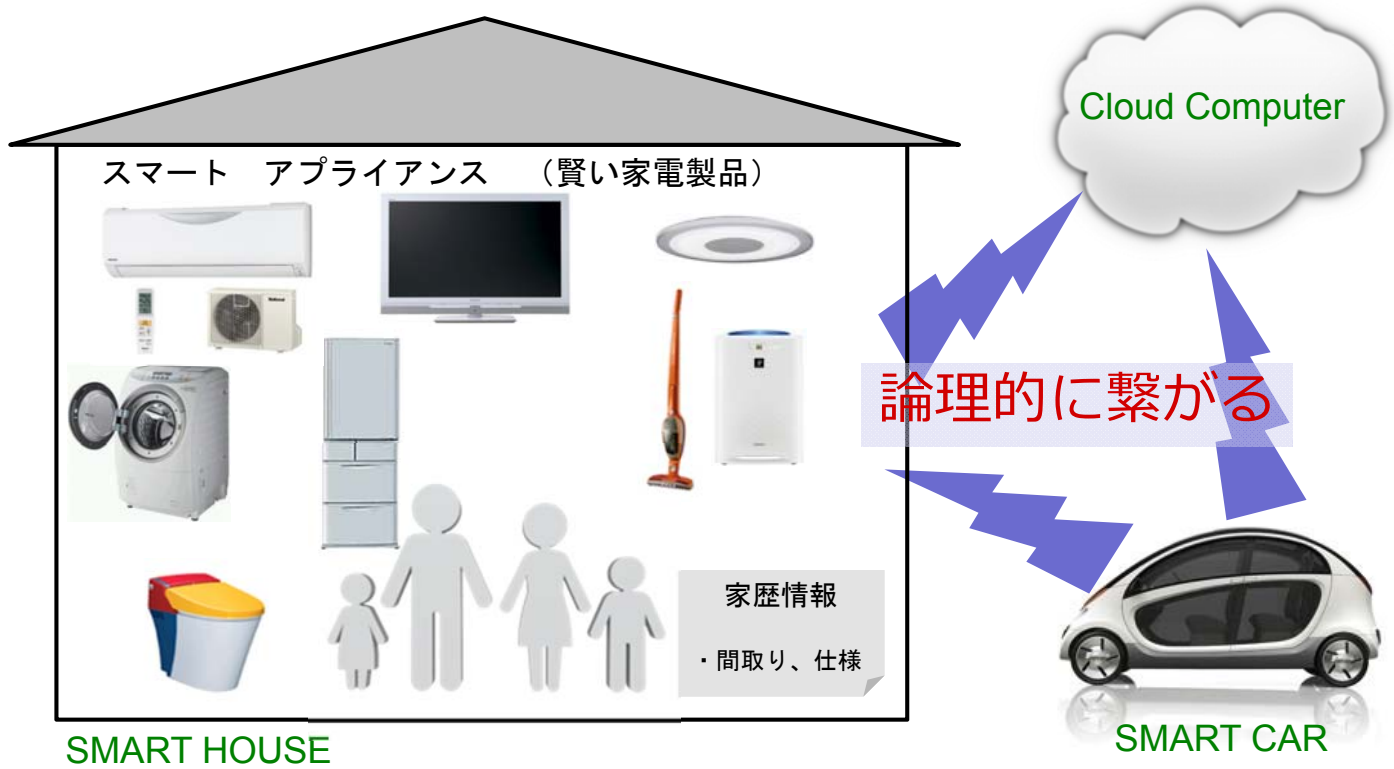 Cloud Computer
スマート　アプライアンス　（賢い家電製品）
National
論理的に繋がる
家歴情報
・間取り、仕様
SMART HOUSE
SMART CAR